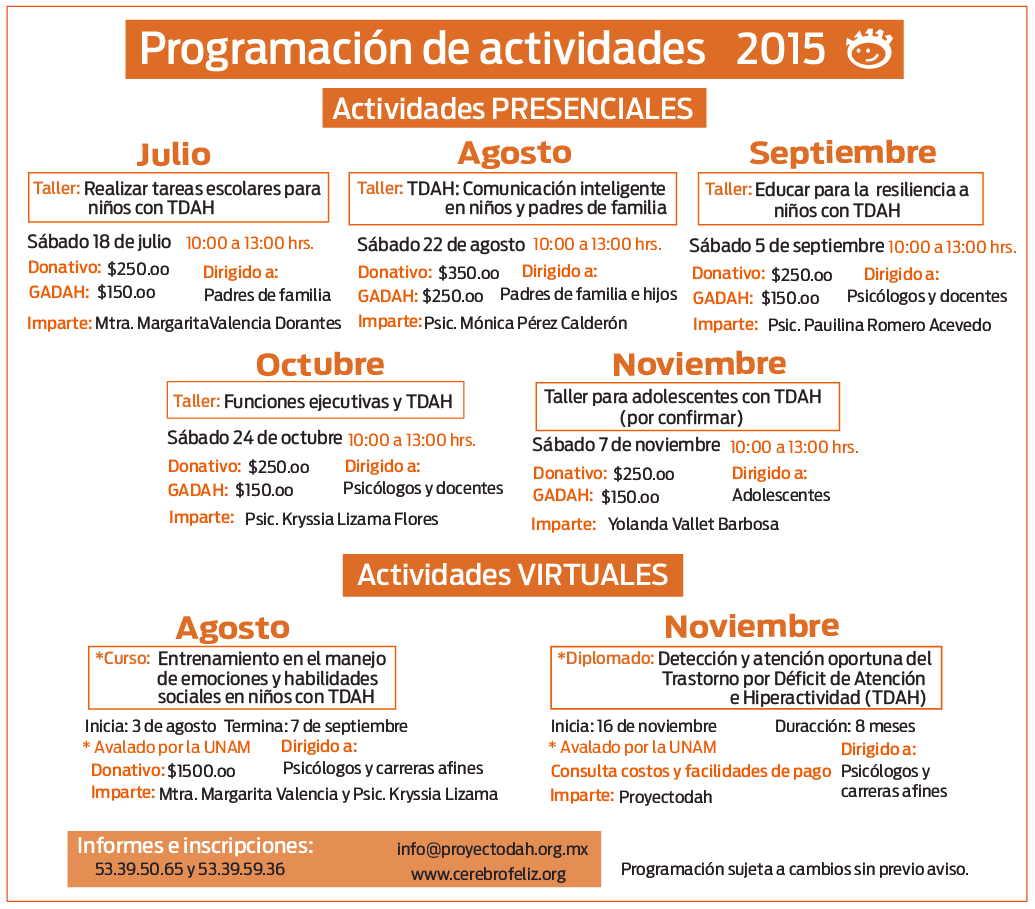 Programación de actividades 2015
Actividades PRESENCIALES
Julio
Taller: Realizar tareas escolares para
niños con TDAH
Sábado 18 de julio 10:00 a 13:00 hrs.
Donativo: $250.00
GADAH: $150.00
Dirigido a:
Padres de familia
Imparte: Mtra. MargaritaValencia Dorantes
Agosto
Taller: TDAH: Comunicación inteligente
en niños y padres de familia
Sábado 22 de agosto 10:00 a 13:00 hrs.
Donativo: $350.00
GADAH: $250.00
Dirigido a:
Padres de familia e hijos
Imparte: Psic. Mónica Pérez Calderón
Septiembre
Taller: Educar para la resiliencia a
niños con TDAH
Sábado 5 de septiembre 10:00 a 13:00 hrs.
Donativo: $250.00
GADAH: $150.00
Dirigido a:
Psicólogos y docentes
Imparte: Psic. Pauilina Romero Acevedo
Octubre
Taller: Funciones ejecutivas y TDAH
Sábado 24 de octubre 10:00 a 13:00 hrs.
Donativo: $250.00
GADAH: $150.00
Dirigido a:
Psicólogos y docentes
Imparte: Psic. Kryssia Lizama Flores
Noviembre
Taller para adolescentes con TDAH
(por confirmar)
Sábado 7 de noviembre 10:00 a 13:00 hrs.
Donativo: $250.00
GADAH: $150.00
Dirigido a:
Adolescentes
Imparte: Yolanda Vallet Barbosa
Actividades VIRTUALES
Agosto
*Curso: Entrenamiento en el manejo
de emociones y habilidades
sociales en niños con TDAH
Inicia: 3 de agosto Termina: 7 de septiembre
* Avalado por la UNAM
Donativo: $1500.00
Dirigido a:
Psicólogos y carreras afines
Imparte: Mtra. Margarita Valencia y Psic. Kryssia Lizama
Noviembre
*Diplomado: Detección y atención oportuna del
Trastorno por Déficit de Atención
e Hiperactividad (TDAH)
Inicia: 16 de noviembre Duracción: 8 meses
* Avalado por la UNAM
Consulta costos y facilidades de pago
Dirigido a:
Psicólogos y
carreras afines
Imparte: Proyectodah
Informes e inscripciones:
53.39.50.65 y 53.39.59.36
info@proyectodah.org.mx
www.cerebrofeliz.org
Programación sujeta a cambios sin previo aviso.